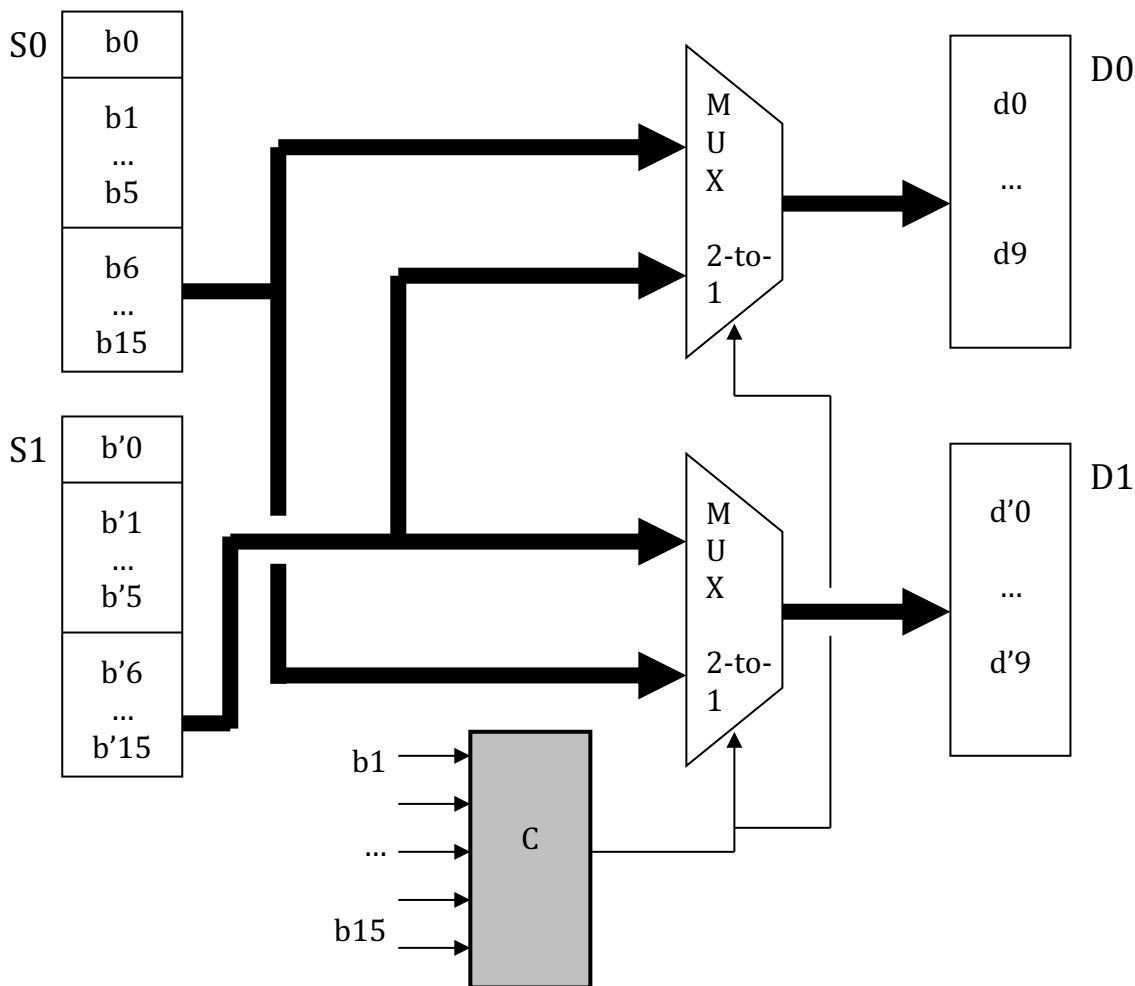 S0
b0
b1
...
b5
b6
...
b15
S1
b'0
b'1
...
b’5
b'6
...
b’15
M
U
X
2-to-
1
D0
d0
...
d9
M
U
X
2-to-
1
D1
d'0
...
d'9
b1
...
b15
C